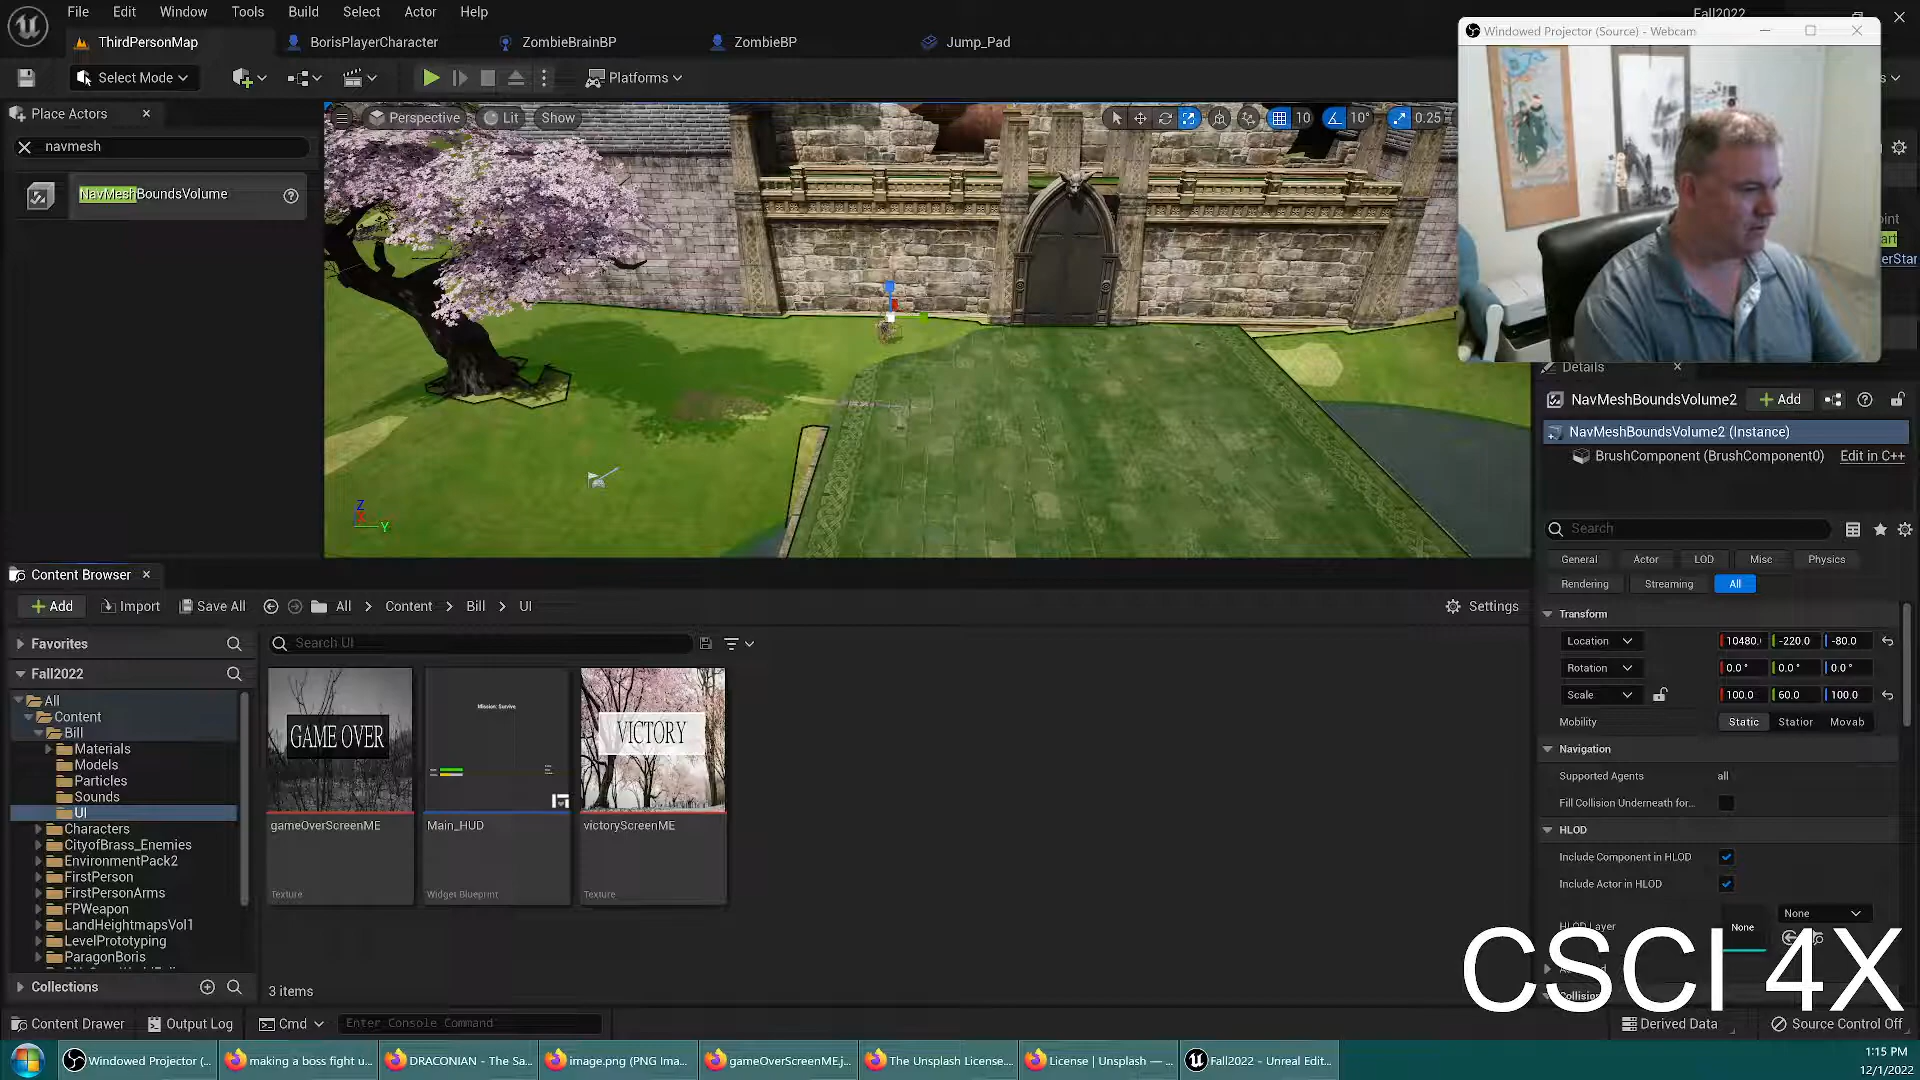 File Edit Window Tools Build Select Actor Help
Fall2022
ThirdPersonMap BorisPlayerCharacter ZombieBrainBP ZombieBP Jump_Pad
Windowed Projector (Source) - Webcam
Select Mode Platforms
Place Actors
navmesh
NavMeshBoundsVolume
Perspective Lit Show 10 10° 0.25
Z
Y
Details
NavMeshBoundsVolume2 Add
NavMeshBoundsVolume2 (Instance)
BrushComponent (BrushComponent0) Edit in C++
Search
General Actor LOD Misc Physics
Rendering Streaming All
Transform
Location 10480. -220.0 -80.0
Rotation 0.0° 0.0° 0.0°
Scale 100.0 60.0 100.0
Mobility Static Station Movab
Navigation
Supported Agents all
Fill Collision Underneath for...
HLOD
Include Component in HLOD
Include Actor in HLOD
HLOD Layer None None
Collision
Content Browser
Add Import Save All All Content Bill UI Settings
Favorites
Search UI
Fall2022
All
Content
Bill
Materials
Models
Particles
Sounds
UI
Characters
CityofBrass_Enemies
EnvironmentPack2
FirstPerson
FirstPersonArms
FPWeapon
LandHeightmapsVol1
LevelPrototyping
ParagonBoris
Collections
GAME OVER
gameOverScreenME
Texture
Mission: Survive
Main_HUD
Widget Blueprint
VICTORY
victoryScreenME
Texture
3 items
CSCI 4X
Content Drawer Output Log Cmd Enter Console Command Derived Data Source Control Off
Windowed Projector (... making a boss fight u... DRACONIAN - The Sa... image.png (PNG Ima... gameOverScreenME.j... The Unsplash License... License | Unsplash —... Fall2022 - Unreal Edit...
1:15 PM
12/1/2022